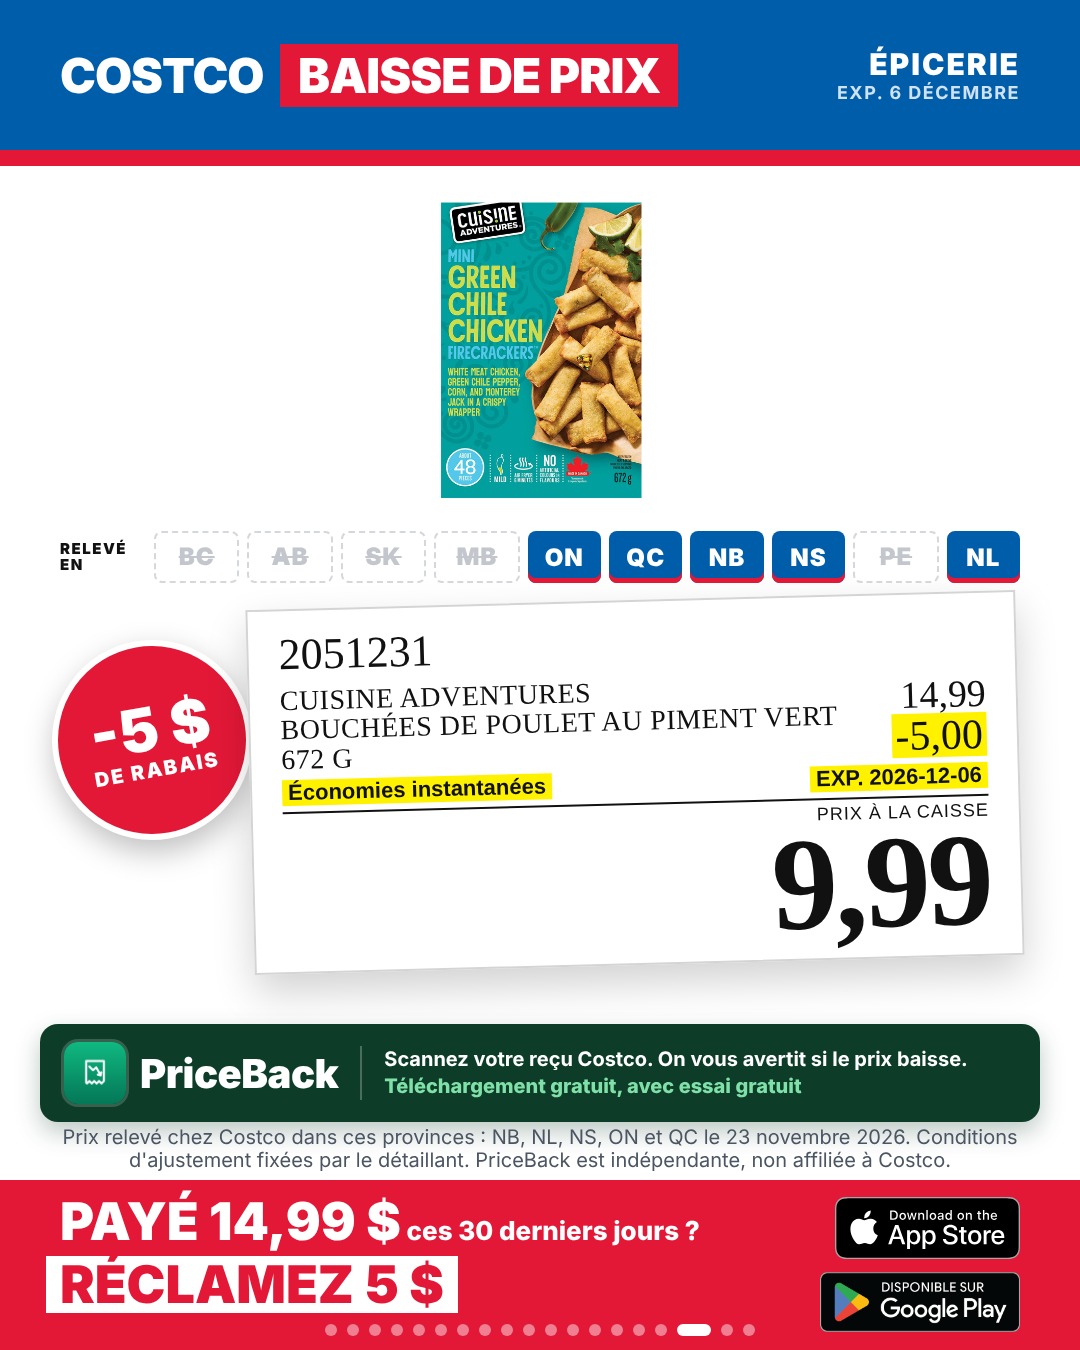 COSTCO BAISSE DE PRIX
ÉPICERIE
EXP. 6 DÉCEMBRE
CUISINE
ADVENTURES
MINI
GREEN
CHILE
CHICKEN
FIRECRACKERS
WHITE MEAT CHICKEN,
GREEN CHILE PEPPER,
CORN, AND MONTEREY
JACK IN A CRISPY
WRAPPER
ABOUT
48
PIECES
MILD
NO
ARTIFICIAL
COLOURS OR
FLAVORS
672 g
RELEVÉ
EN
BC AB SK MB ON QC NB NS PE NL
-5 $
DE RABAIS
2051231
CUISINE ADVENTURES
BOUCHÉES DE POULET AU PIMENT VERT
672 G
14,99
-5,00
Économies instantanées
EXP. 2026-12-06
PRIX À LA CAISSE
9,99
PriceBack
Scannez votre reçu Costco. On vous avertit si le prix baisse.
Téléchargement gratuit, avec essai gratuit
Prix relevé chez Costco dans ces provinces : NB, NL, NS, ON et QC le 23 novembre 2026. Conditions
d'ajustement fixées par le détaillant. PriceBack est indépendante, non affiliée à Costco.
PAYÉ 14,99 $ ces 30 derniers jours ?
RÉCLAMEZ 5 $
Download on the
App Store
DISPONIBLE SUR
Google Play